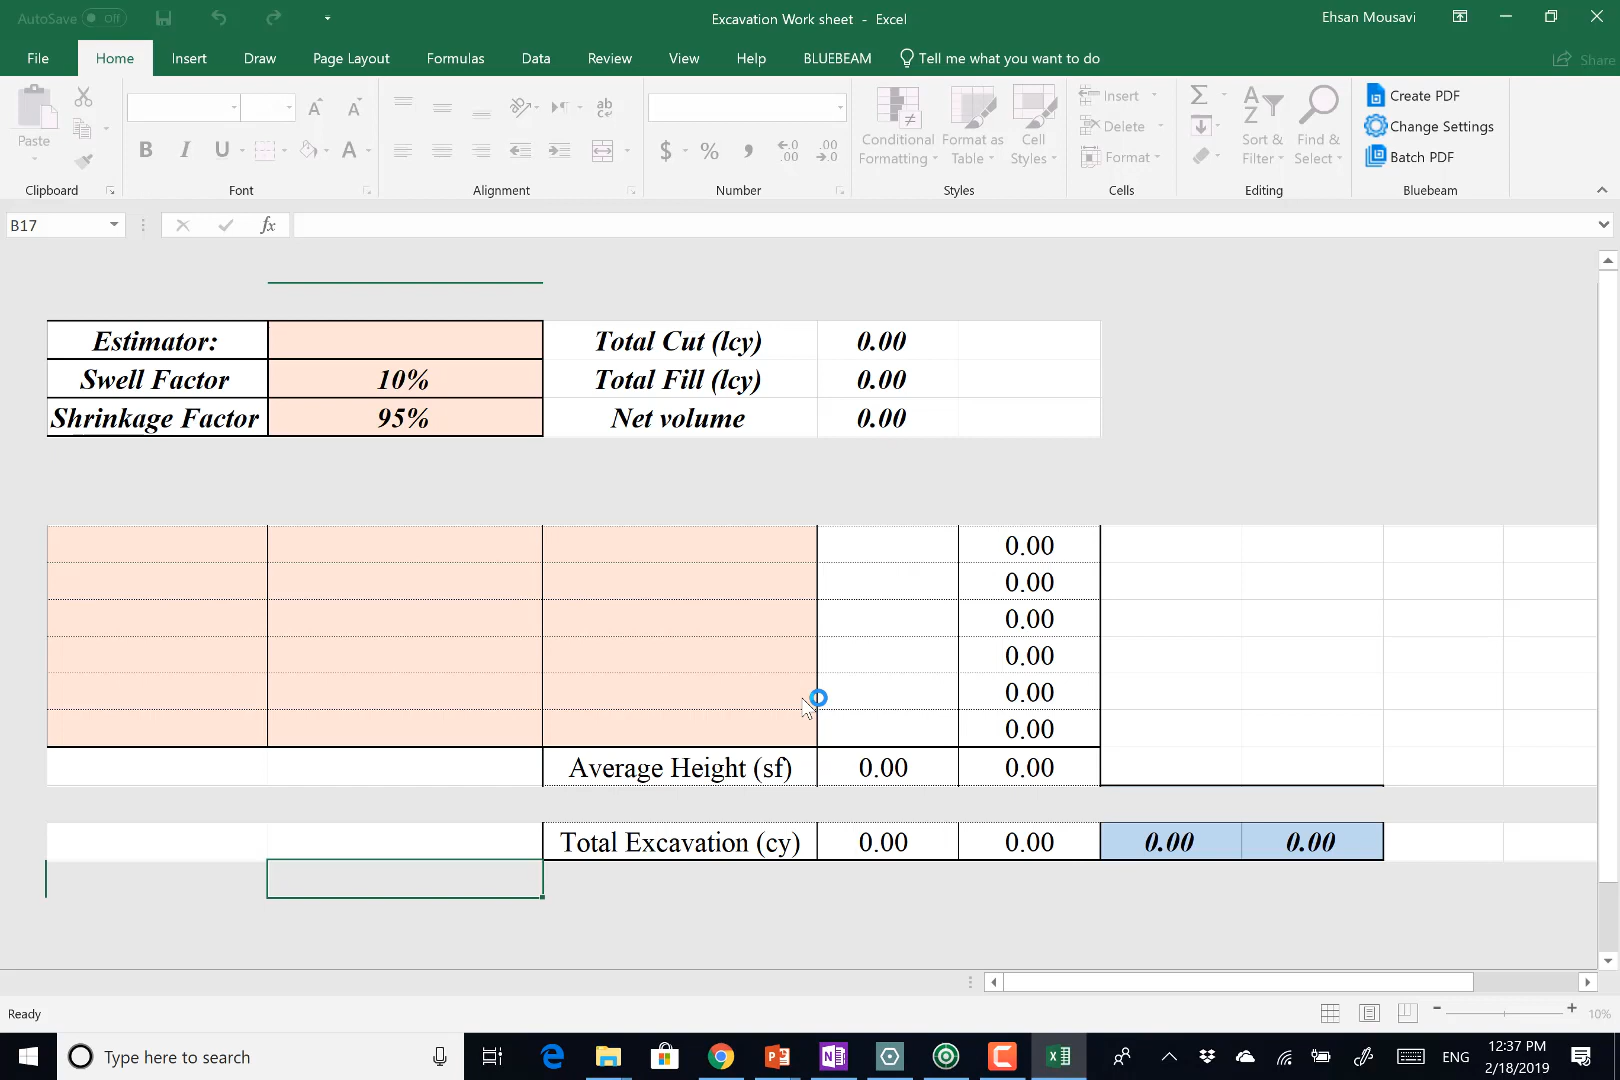 AutoSave Off
Excavation Work sheet - Excel
Ehsan Mousavi
File Home Insert Draw Page Layout Formulas Data Review View Help BLUEBEAM Tell me what you want to do Share
Paste
Clipboard
B I U A
Font
ab
Alignment
$ % , .00 .00
Number
Conditional Formatting
Format as Table
Cell Styles
Styles
Insert
Delete
Format
Cells
Sort & Filter
Find & Select
Editing
Create PDF
Change Settings
Batch PDF
Bluebeam
B17 fx
Estimator: Total Cut (lcy) 0.00
Swell Factor 10% Total Fill (lcy) 0.00
Shrinkage Factor 95% Net volume 0.00
0.00
0.00
0.00
0.00
0.00
0.00
Average Height (sf) 0.00 0.00
Total Excavation (cy) 0.00 0.00 0.00 0.00
Ready
10%
Type here to search
ENG
12:37 PM
2/18/2019